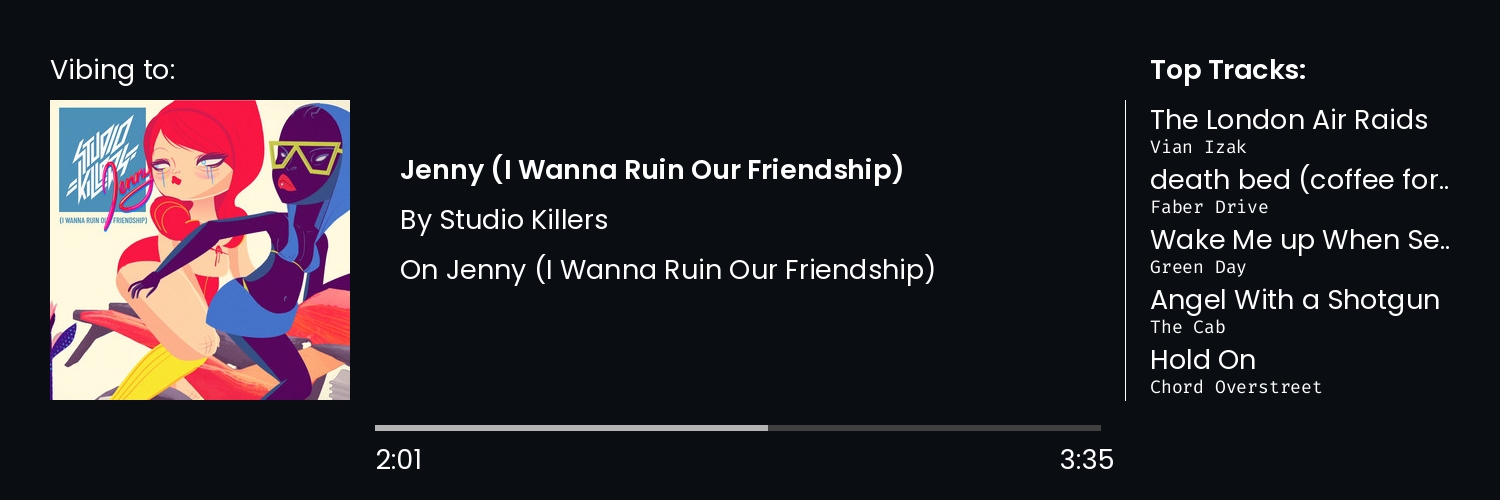 Vibing to:
STUDIO
KILLERS
Jenny
(I WANNA RUIN OUR FRIENDSHIP)
Jenny (I Wanna Ruin Our Friendship)
By Studio Killers
On Jenny (I Wanna Ruin Our Friendship)
2:01
3:35
Top Tracks:
The London Air Raids
Vian Izak
death bed (coffee for..
Faber Drive
Wake Me up When Se..
Green Day
Angel With a Shotgun
The Cab
Hold On
Chord Overstreet